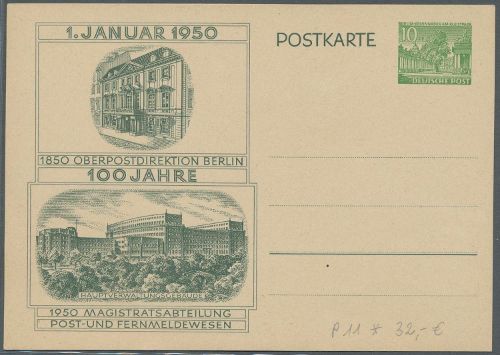 1. JANUAR 1950
1850 OBERPOSTDIREKTION BERLIN
100 JAHRE
HAUPTVERWALTUNGSGEBÄUDE
1950 MAGISTRATSABTEILUNG
POST- UND FERNMELDEWESEN
POSTKARTE
10
DEUTSCHE POST
P 11 * 32,- €